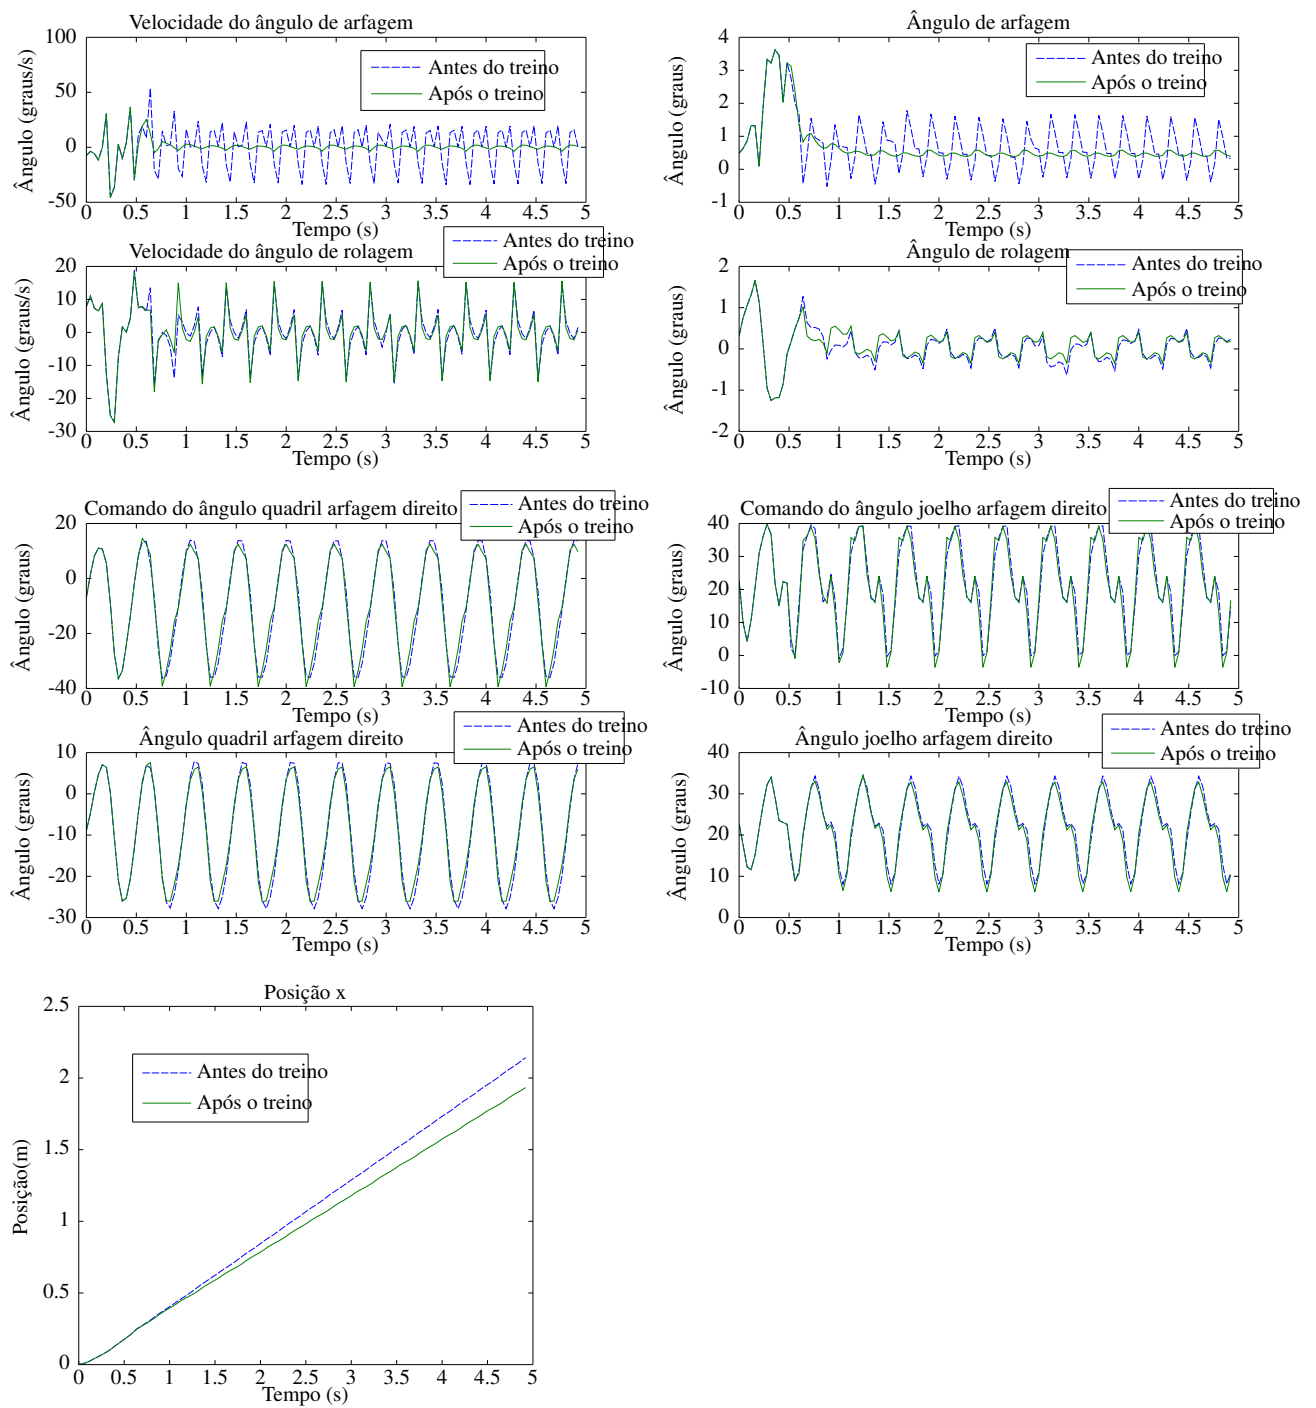 Velocidade do ângulo de arfagem
100
50
0
-50
Ângulo (graus/s)
Antes do treino
Após o treino
0 0.5 1 1.5 2 2.5 3 3.5 4 4.5 5
Tempo (s)
Ângulo de arfagem
4
3
2
1
0
-1
Ângulo (graus)
Antes do treino
Após o treino
0 0.5 1 1.5 2 2.5 3 3.5 4 4.5 5
Tempo (s)
Velocidade do ângulo de rolagem
20
10
0
-10
-20
-30
Ângulo (graus/s)
Antes do treino
Após o treino
0 0.5 1 1.5 2 2.5 3 3.5 4 4.5 5
Tempo (s)
Ângulo de rolagem
2
1
0
-1
-2
Ângulo (graus)
Antes do treino
Após o treino
0 0.5 1 1.5 2 2.5 3 3.5 4 4.5 5
Tempo (s)
Comando do ângulo quadril arfagem direito
20
0
-20
-40
Ângulo (graus)
Antes do treino
Após o treino
0 0.5 1 1.5 2 2.5 3 3.5 4 4.5 5
Tempo (s)
Comando do ângulo joelho arfagem direito
40
30
20
10
0
-10
Ângulo (graus)
Antes do treino
Após o treino
0 0.5 1 1.5 2 2.5 3 3.5 4 4.5 5
Tempo (s)
Ângulo quadril arfagem direito
10
0
-10
-20
-30
Ângulo (graus)
Antes do treino
Após o treino
0 0.5 1 1.5 2 2.5 3 3.5 4 4.5 5
Tempo (s)
Ângulo joelho arfagem direito
40
30
20
10
0
Ângulo (graus)
Antes do treino
Após o treino
0 0.5 1 1.5 2 2.5 3 3.5 4 4.5 5
Tempo (s)
Posição x
2.5
2
1.5
1
0.5
0
Posição(m)
Antes do treino
Após o treino
0 0.5 1 1.5 2 2.5 3 3.5 4 4.5 5
Tempo (s)